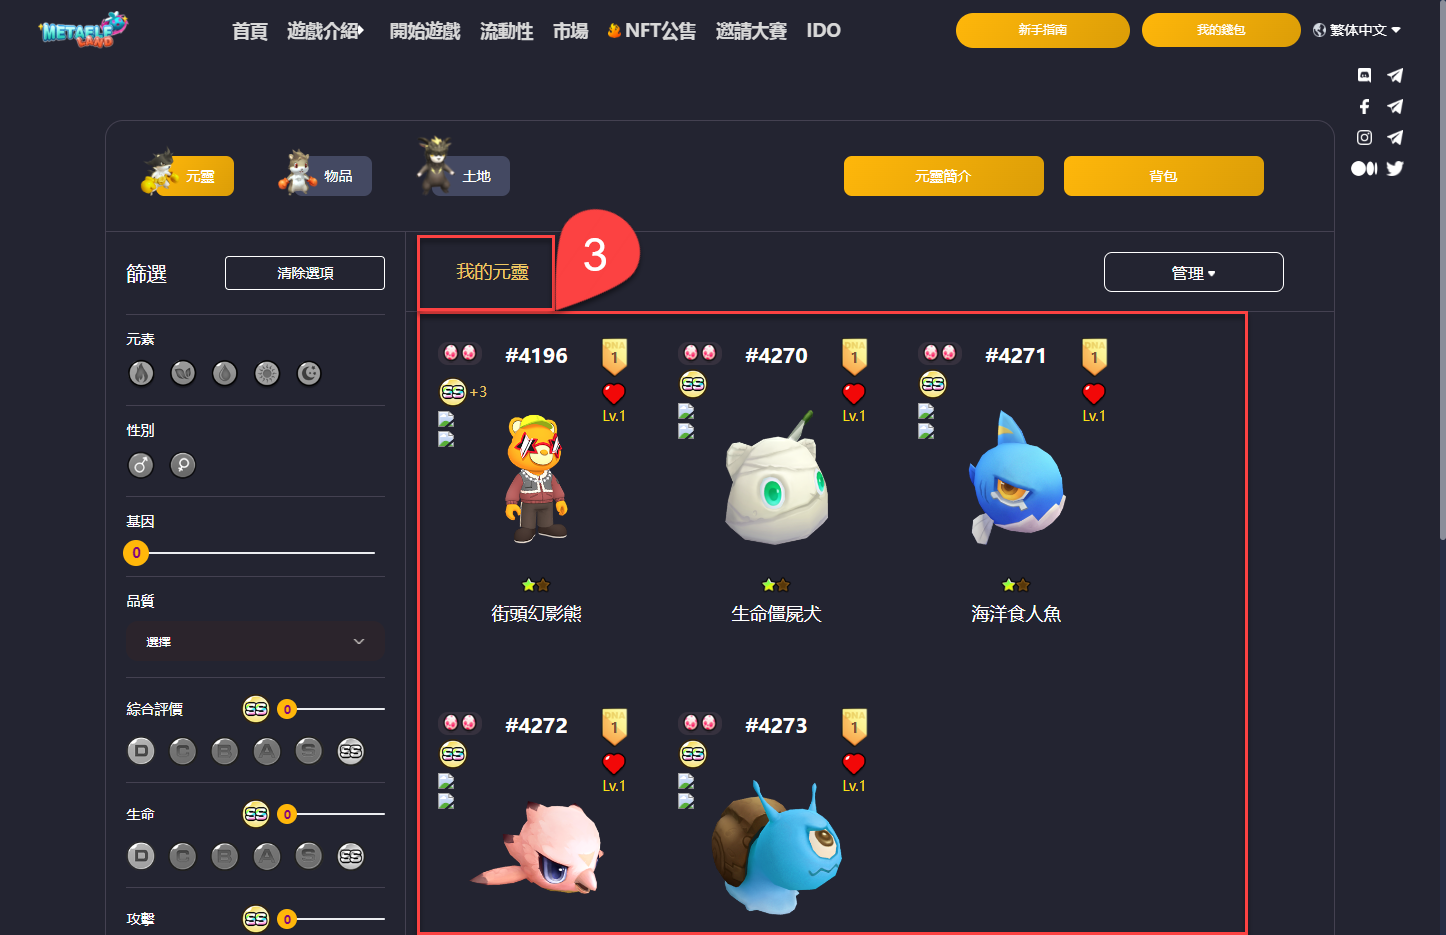 METAELF LAND
首頁 遊戲介紹 開始遊戲 流動性 市場 NFT公售 邀請大賽 IDO 新手指南 我的錢包 繁体中文
元靈 物品 土地 元靈簡介 背包
篩選 清除選項
我的元靈
3
管理
元素
性別
基因
0
品質
選擇
綜合評價 SS 0
D C B A S SS
生命 SS 0
D C B A S SS
攻擊 SS 0
#4196 DNA 1
SS +3
Lv.1
街頭幻影熊
#4270 DNA 1
SS
Lv.1
生命僵屍犬
#4271 DNA 1
SS
Lv.1
海洋食人魚
#4272 DNA 1
SS
Lv.1
#4273 DNA 1
SS
Lv.1